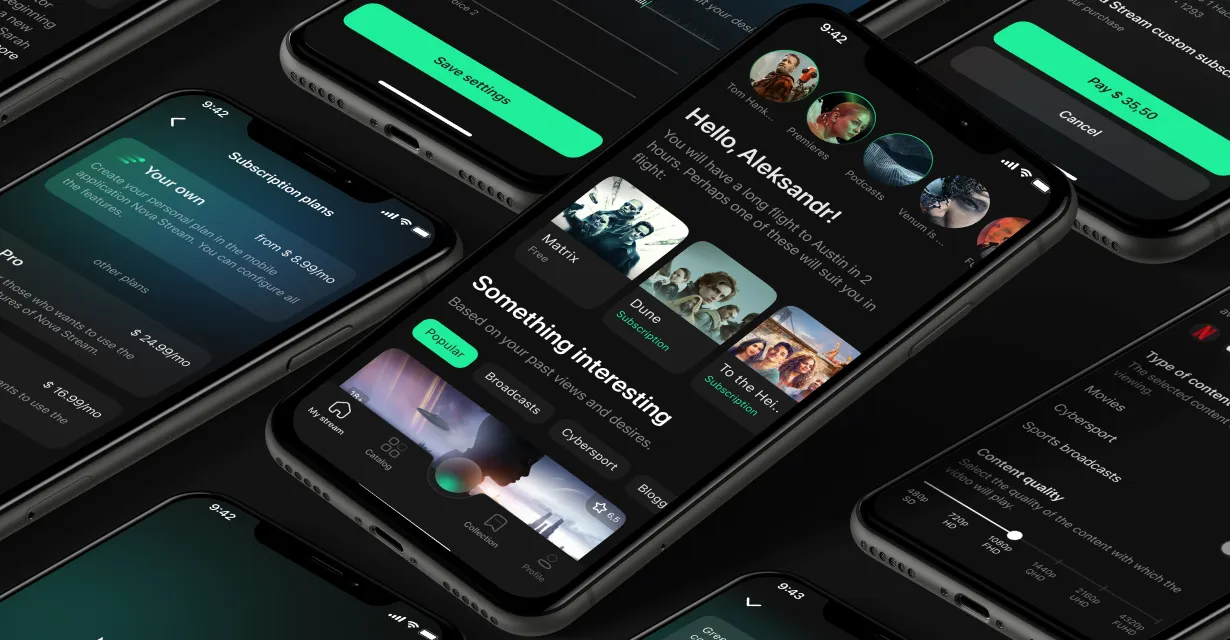 eginning
a new
Sarah
9:42
Subscription plans
Your own
from $ 8.99/mo
Create your personal plan in the mobile
application Nova Stream. You can configure all
the features.
other plans
Pro
$ 24.99/mo
those who wants to use the
of Nova Stream.
$ 16.99/mo
wants to use the
Save settings
9:42
Tom Hank...
Premieres
Podcasts
Venum is ...
Hello, Aleksandr!
You will have a long flight to Austin in 2
hours. Perhaps one of these will suit you in
flight:
Matrix
Free
Dune
Subscription
To the Hei..
Subscription
Something interesting
Based on your past views and desires.
Popular
Broadcasts
Cybersport
Blogg
18+
6.5
My stream
Catalog
Collection
Profile
Stream custom subsc
your purchase
Pay $ 35,50
Cancel
N
Type of content
The selected content
viewing.
Movies
Cybersport
Sports broadcasts
Content quality
Select the quality of the content with which the
video will play.
480p
SD
720p
HD
1080p
FHD
1440p
QHD
2160p
UHD
4320p
FUHD
9:42
9:43